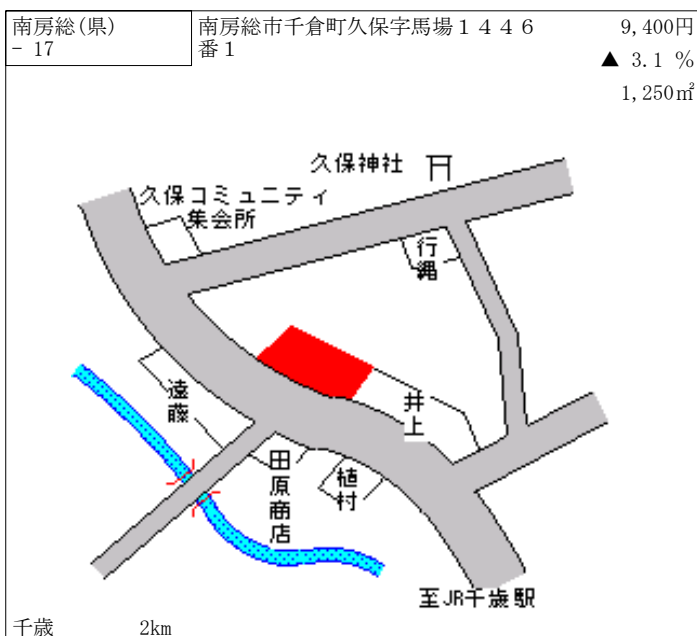 南房総(県)
- 17
南房総市千倉町久保字馬場1446
番1
9,400円
▲ 3.1 %
1,250㎡
久保神社
久保コミュニティ
集会所
行縄
遠藤
井上
田原商店
植村
至JR千歳駅
千歳 2km